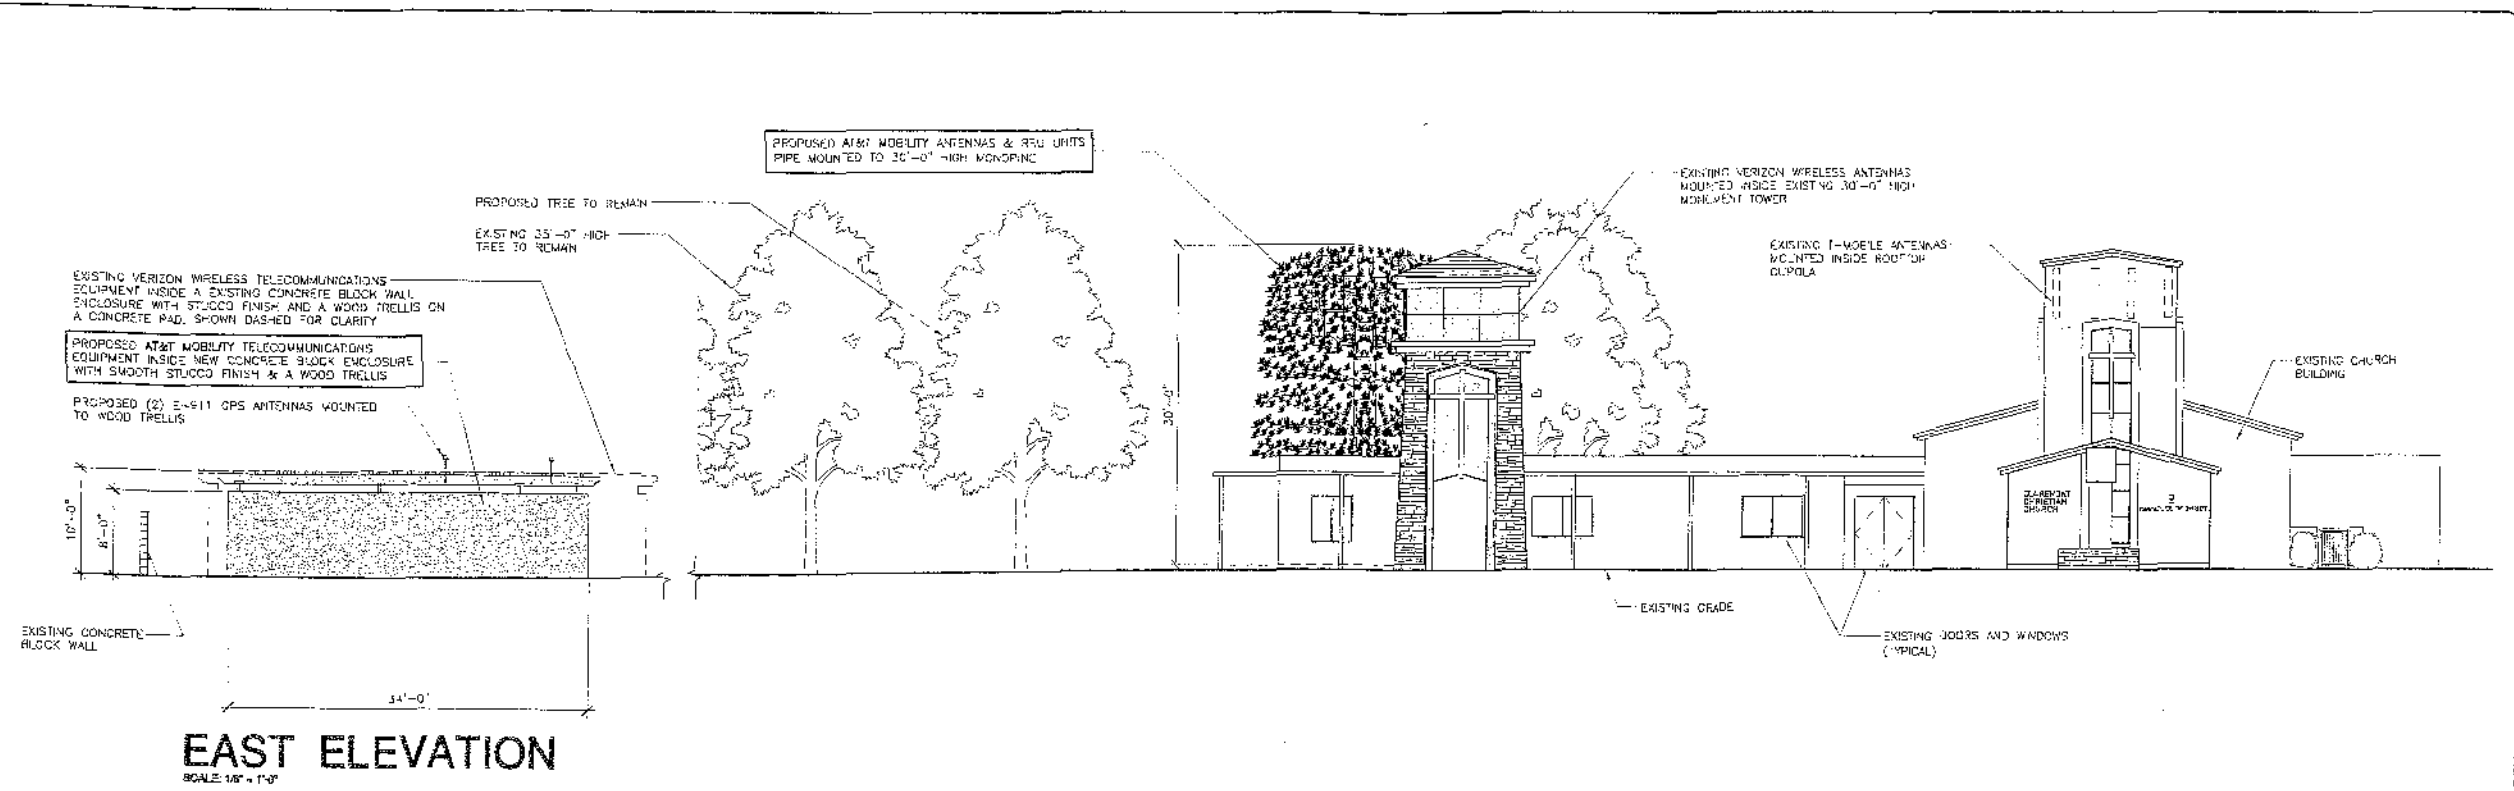 PROPOSED AT&T MOBILITY ANTENNAS & RRU UNITS
PIPE MOUNTED TO 30'-0" HIGH MONOPINE
EXISTING VERIZON WIRELESS ANTENNAS
MOUNTED INSIDE EXISTING 30'-0" HIGH
MONUMENT TOWER
PROPOSED TREE TO REMAIN
EXISTING 35'-0" HIGH
TREE TO REMAIN
EXISTING T-MOBILE ANTENNAS
MOUNTED INSIDE ROOFTOP
CUPOLA
EXISTING VERIZON WIRELESS TELECOMMUNICATIONS
EQUIPMENT INSIDE A EXISTING CONCRETE BLOCK WALL
ENCLOSURE WITH STUCCO FINISH AND A WOOD TRELLIS ON
A CONCRETE PAD, SHOWN DASHED FOR CLARITY
PROPOSED AT&T MOBILITY TELECOMMUNICATIONS
EQUIPMENT INSIDE NEW CONCRETE BLOCK ENCLOSURE
WITH SMOOTH STUCCO FINISH & A WOOD TRELLIS
PROPOSED (2) E-911 GPS ANTENNAS MOUNTED
TO WOOD TRELLIS
EXISTING CHURCH
BUILDING
30'-0"
10'-0"
8'-0"
CLAREMONT
CHRISTIAN
CHURCH
EXISTING GRADE
EXISTING CONCRETE
BLOCK WALL
EXISTING DOORS AND WINDOWS
(TYPICAL)
34'-0"
EAST ELEVATION
SCALE: 1/8" = 1'-0"